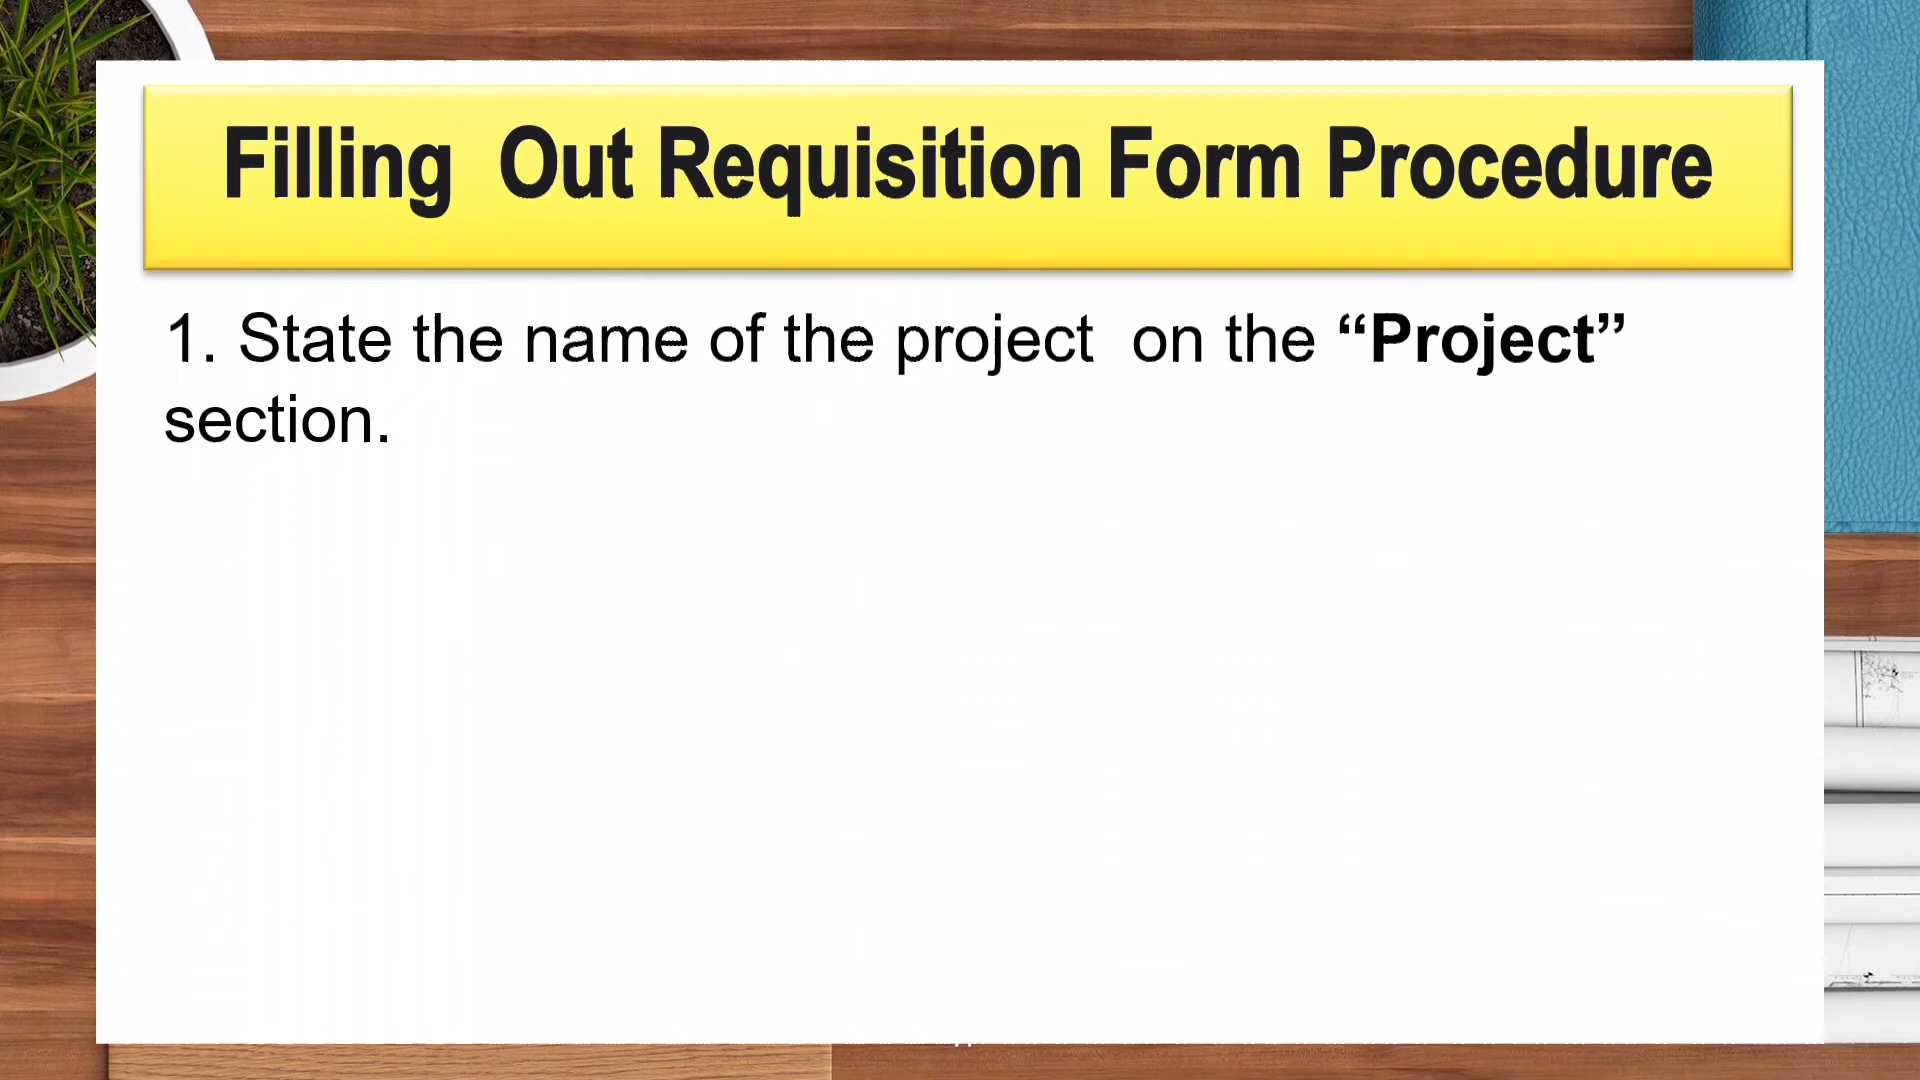 Filling  Out Requisition Form Procedure
1. State the name of the project  on the “Project”
section.